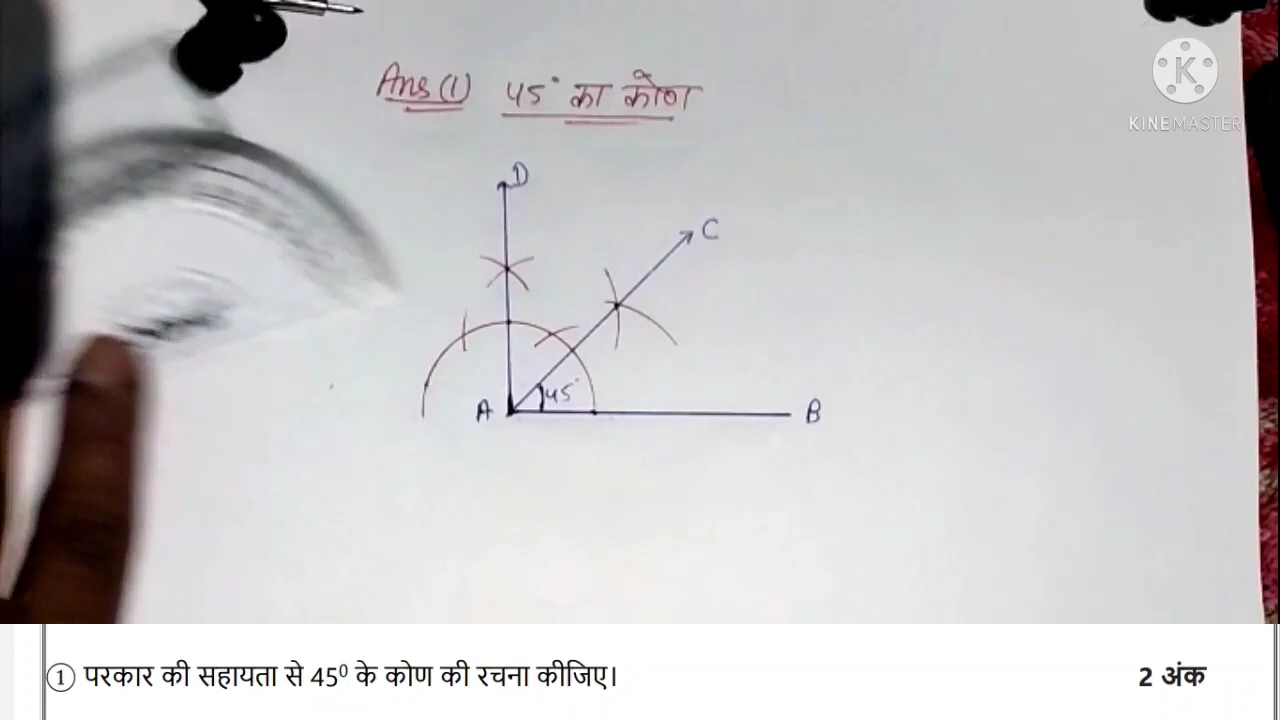 Ans (1) 45° का कोण
K
KINEMASTER
D
C
45°
A
B
① परकार की सहायता से 45⁰ के कोण की रचना कीजिए। 2 अंक